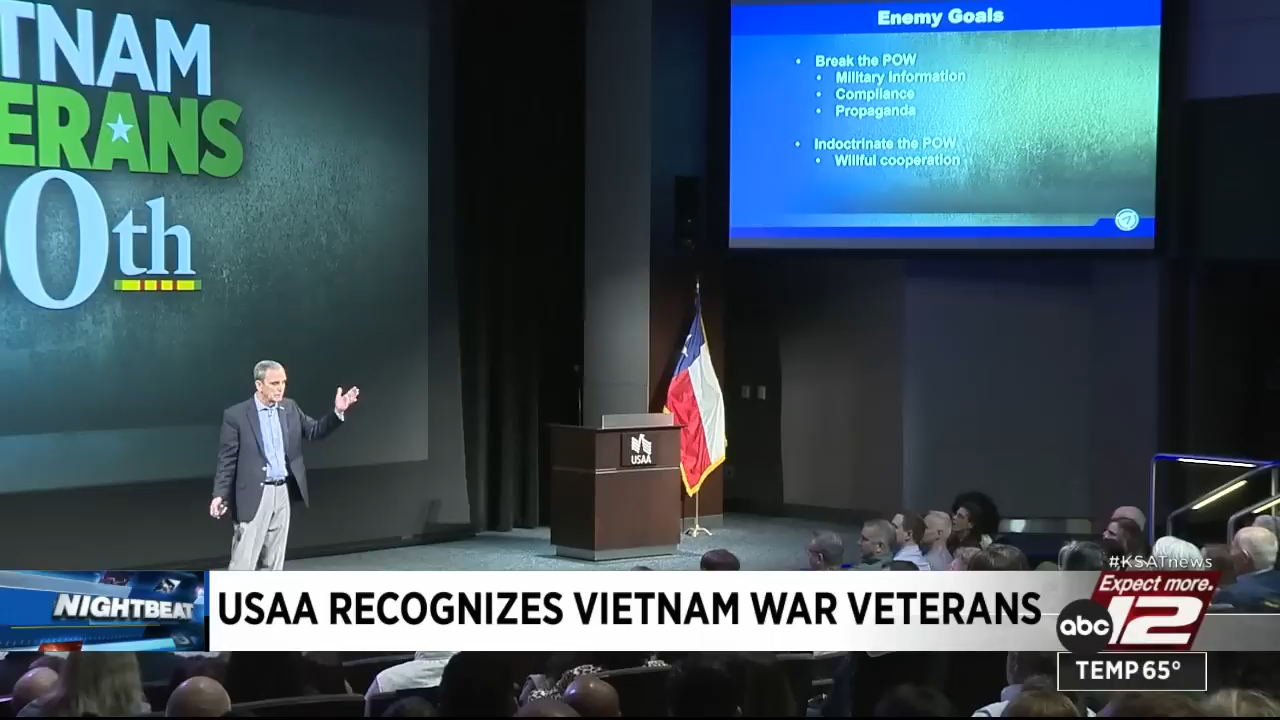 TNAM
ERANS
0th
Enemy Goals
• Break the POW
• Military information
• Compliance
• Propaganda
• Indoctrinate the POW
• Willful cooperation
USAA
#KSATnews
NIGHTBEAT
USAA RECOGNIZES VIETNAM WAR VETERANS
Expect more.
abc 12
TEMP 65°